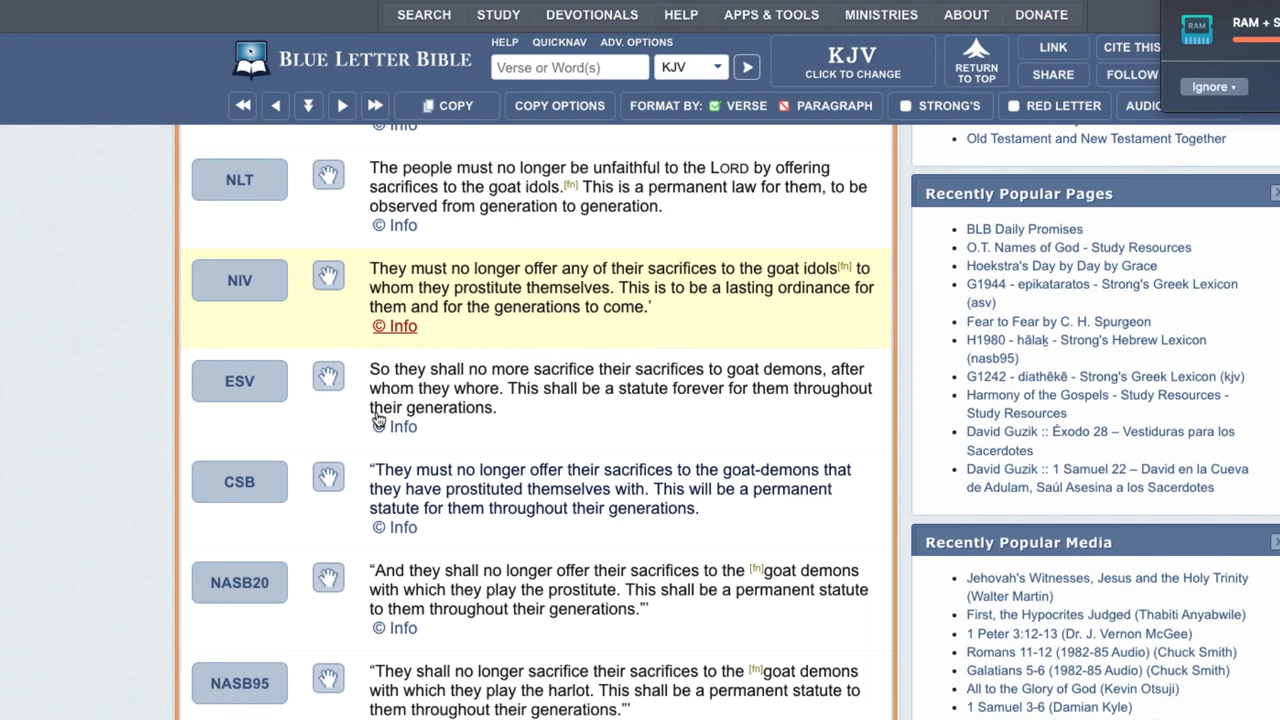 SEARCH STUDY DEVOTIONALS HELP APPS & TOOLS MINISTRIES ABOUT DONATE
RAM
RAM + S
Ignore
BLUE LETTER BIBLE
HELP QUICKNAV ADV. OPTIONS
Verse or Word(s)
KJV
KJV
CLICK TO CHANGE
RETURN
TO TOP
LINK
CITE THIS
SHARE
FOLLOW
COPY
COPY OPTIONS
FORMAT BY: VERSE PARAGRAPH
STRONG'S
RED LETTER
AUDIO
© Info
NLT
The people must no longer be unfaithful to the LORD by offering
sacrifices to the goat idols.[fn] This is a permanent law for them, to be
observed from generation to generation.
© Info
NIV
They must no longer offer any of their sacrifices to the goat idols[fn] to
whom they prostitute themselves. This is to be a lasting ordinance for
them and for the generations to come.’
© Info
ESV
So they shall no more sacrifice their sacrifices to goat demons, after
whom they whore. This shall be a statute forever for them throughout
their generations.
© Info
CSB
“They must no longer offer their sacrifices to the goat-demons that
they have prostituted themselves with. This will be a permanent
statute for them throughout their generations.
© Info
NASB20
“And they shall no longer offer their sacrifices to the [fn]goat demons
with which they play the prostitute. This shall be a permanent statute
to them throughout their generations.”’
© Info
NASB95
“They shall no longer sacrifice their sacrifices to the [fn]goat demons
with which they play the harlot. This shall be a permanent statute to
them throughout their generations.”’
Old Testament and New Testament Together
Recently Popular Pages
BLB Daily Promises
O.T. Names of God - Study Resources
Hoekstra's Day by Day by Grace
G1944 - epikataratos - Strong's Greek Lexicon
(asv)
Fear to Fear by C. H. Spurgeon
H1980 - hālaḵ - Strong's Hebrew Lexicon
(nasb95)
G1242 - diathēkē - Strong's Greek Lexicon (kjv)
Harmony of the Gospels - Study Resources -
Study Resources
David Guzik :: Éxodo 28 – Vestiduras para los
Sacerdotes
David Guzik :: 1 Samuel 22 – David en la Cueva
de Adulam, Saúl Asesina a los Sacerdotes
Recently Popular Media
Jehovah's Witnesses, Jesus and the Holy Trinity
(Walter Martin)
First, the Hypocrites Judged (Thabiti Anyabwile)
1 Peter 3:12-13 (Dr. J. Vernon McGee)
Romans 11-12 (1982-85 Audio) (Chuck Smith)
Galatians 5-6 (1982-85 Audio) (Chuck Smith)
All to the Glory of God (Kevin Otsuji)
1 Samuel 3-6 (Damian Kyle)